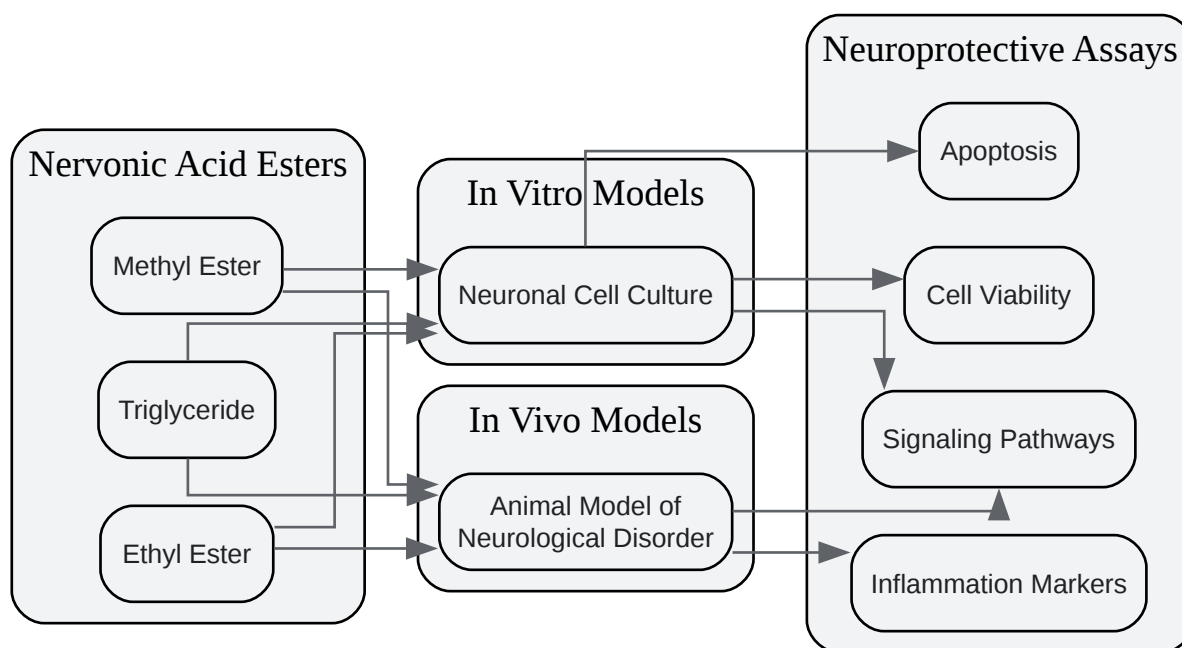 Nervonic Acid Esters
Methyl Ester
Triglyceride
Ethyl Ester
In Vitro Models
Neuronal Cell Culture
In Vivo Models
Animal Model of
Neurological Disorder
Neuroprotective Assays
Apoptosis
Cell Viability
Signaling Pathways
Inflammation Markers